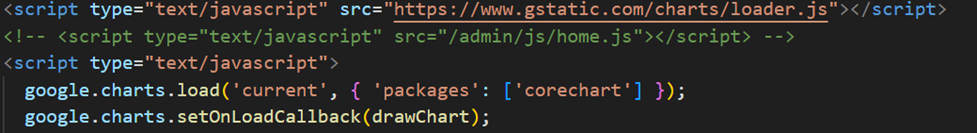 <script type="text/javascript" src="https://www.gstatic.com/charts/loader.js"></script>
<!-- <script type="text/javascript" src="/admin/js/home.js"></script> -->
<script type="text/javascript">
  google.charts.load('current', { 'packages': ['corechart'] });
  google.charts.setOnLoadCallback(drawChart);